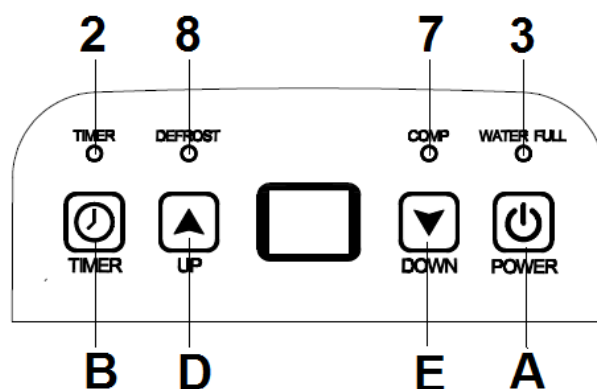 2 8 7 3
TIMER DEFROST COMP WATER FULL
TIMER UP DOWN POWER
B D E A